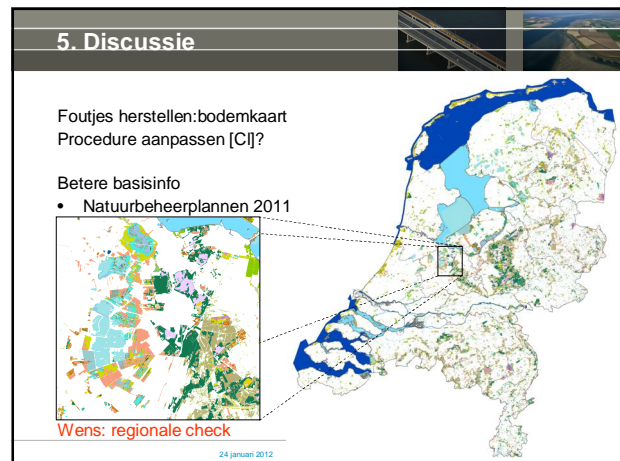 5. Discussie
Foutjes herstellen:bodemkaart
Procedure aanpassen [Cl]?
Betere basisinfo
• Natuurbeheerplannen 2011
Wens: regionale check
24 januari 2012